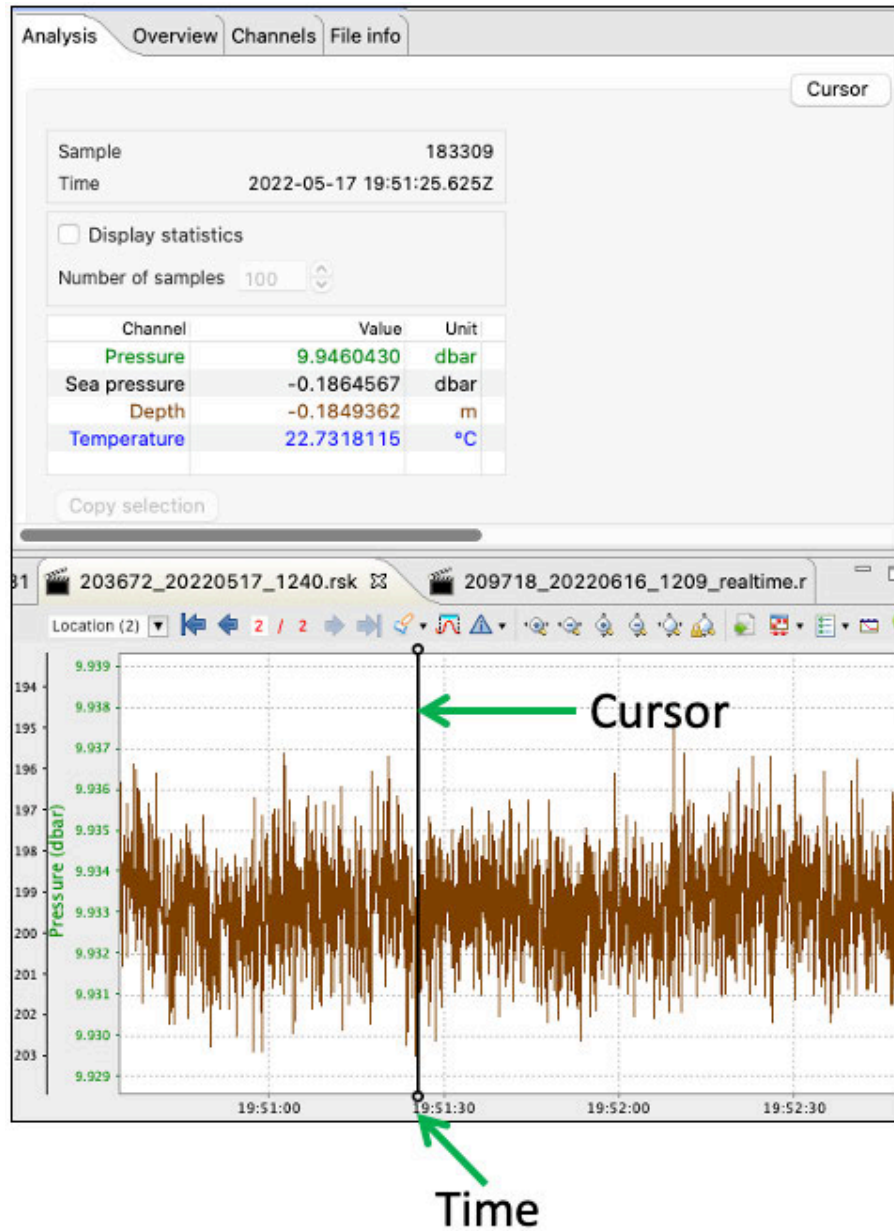 Analysis Overview Channels File info
Cursor
Sample 183309
Time 2022-05-17 19:51:25.625Z
Display statistics
Number of samples 100
Channel Value Unit
Pressure 9.9460430 dbar
Sea pressure -0.1864567 dbar
Depth -0.1849362 m
Temperature 22.7318115 °C
Copy selection
31 203672_20220517_1240.rsk 209718_20220616_1209_realtime.r
Location (2) 2 / 2
9.939
194
9.938
Cursor
195
9.937
196
9.936
197
9.935
198
9.934
199
9.933
200
9.932
201
9.931
202
9.930
203
9.929
Pressure (dbar)
19:51:00 19:51:30 19:52:00 19:52:30
Time